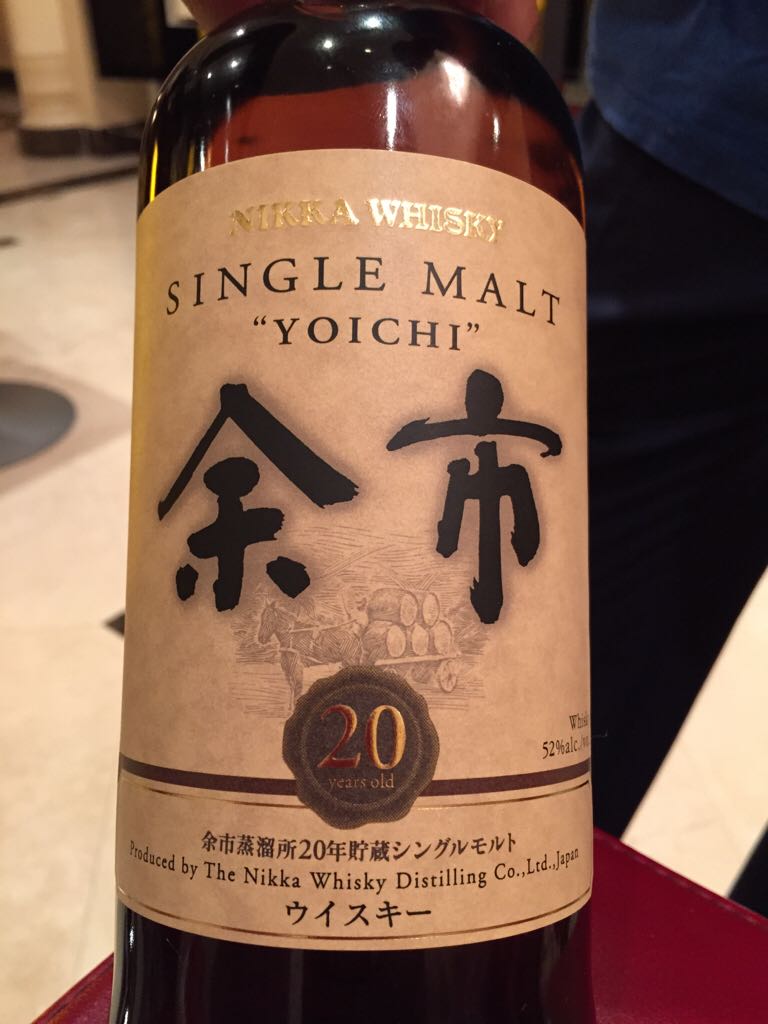 NIKKA WHISKY
SINGLE MALT
“YOICHI”
余市
20
years old
52%alc.
余市蒸溜所20年貯蔵シングルモルト
Produced by The Nikka Whisky Distilling Co.,Ltd.,Japan
ウイスキー